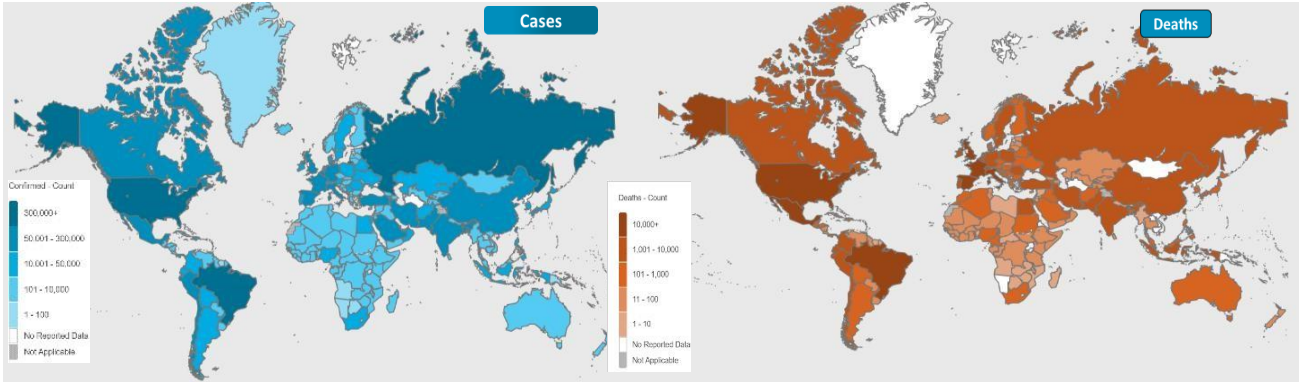 Cases
Deaths
Confirmed - Count
300,000+
50.001 - 300,000
10.001 - 50,000
101 - 10,000
1 - 100
No Reported Data
Not Applicable
Deaths - Count
10,000+
1,001 - 10,000
101 - 1,000
11 - 100
1 - 10
No Reported Data
Not Applicable